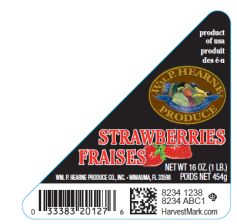 product
of usa
produit
des é-u
WM. P. HEARNE
PRODUCE
STRAWBERRIES
FRAISES
NET WT 16 OZ. (1 LB.)
WM. P. HEARNE PRODUCE CO., INC. - WIMAUMA, FL 33598 POIDS NET 454g
8234 1238
8234 ABC1
0 33383 20127 6 HarvestMark.com